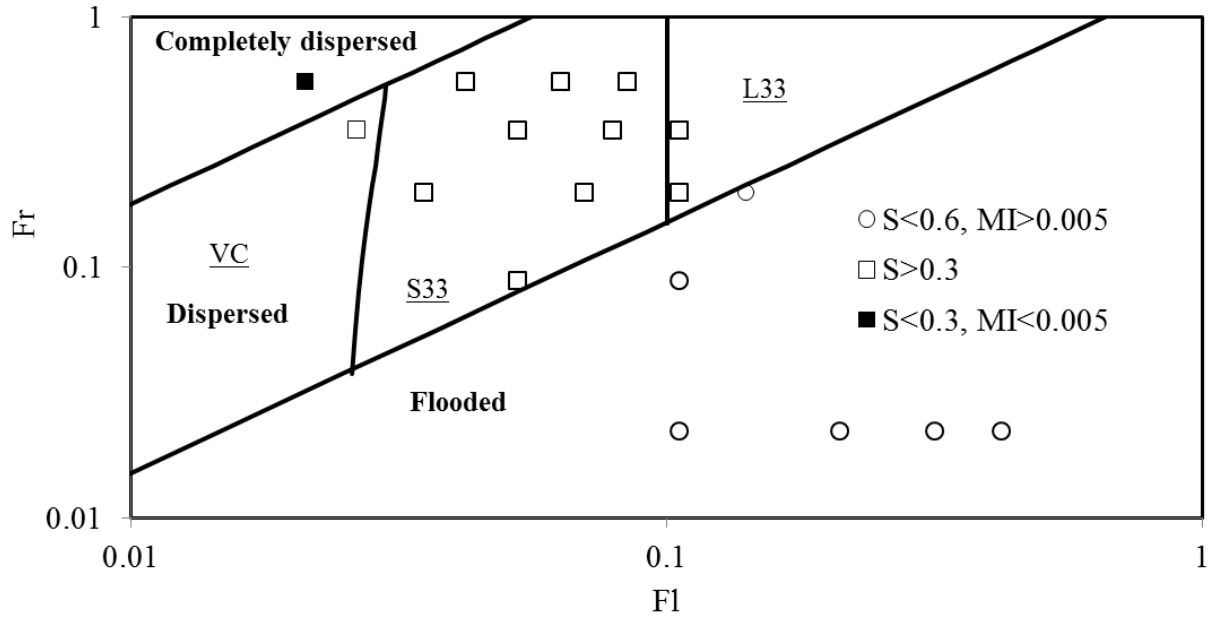 1
Completely dispersed
L33
Fr
S<0.6, MI>0.005
VC
0.1
S>0.3
S33
Dispersed
S<0.3, MI<0.005
Flooded
0.01
0.01
0.1
1
Fl